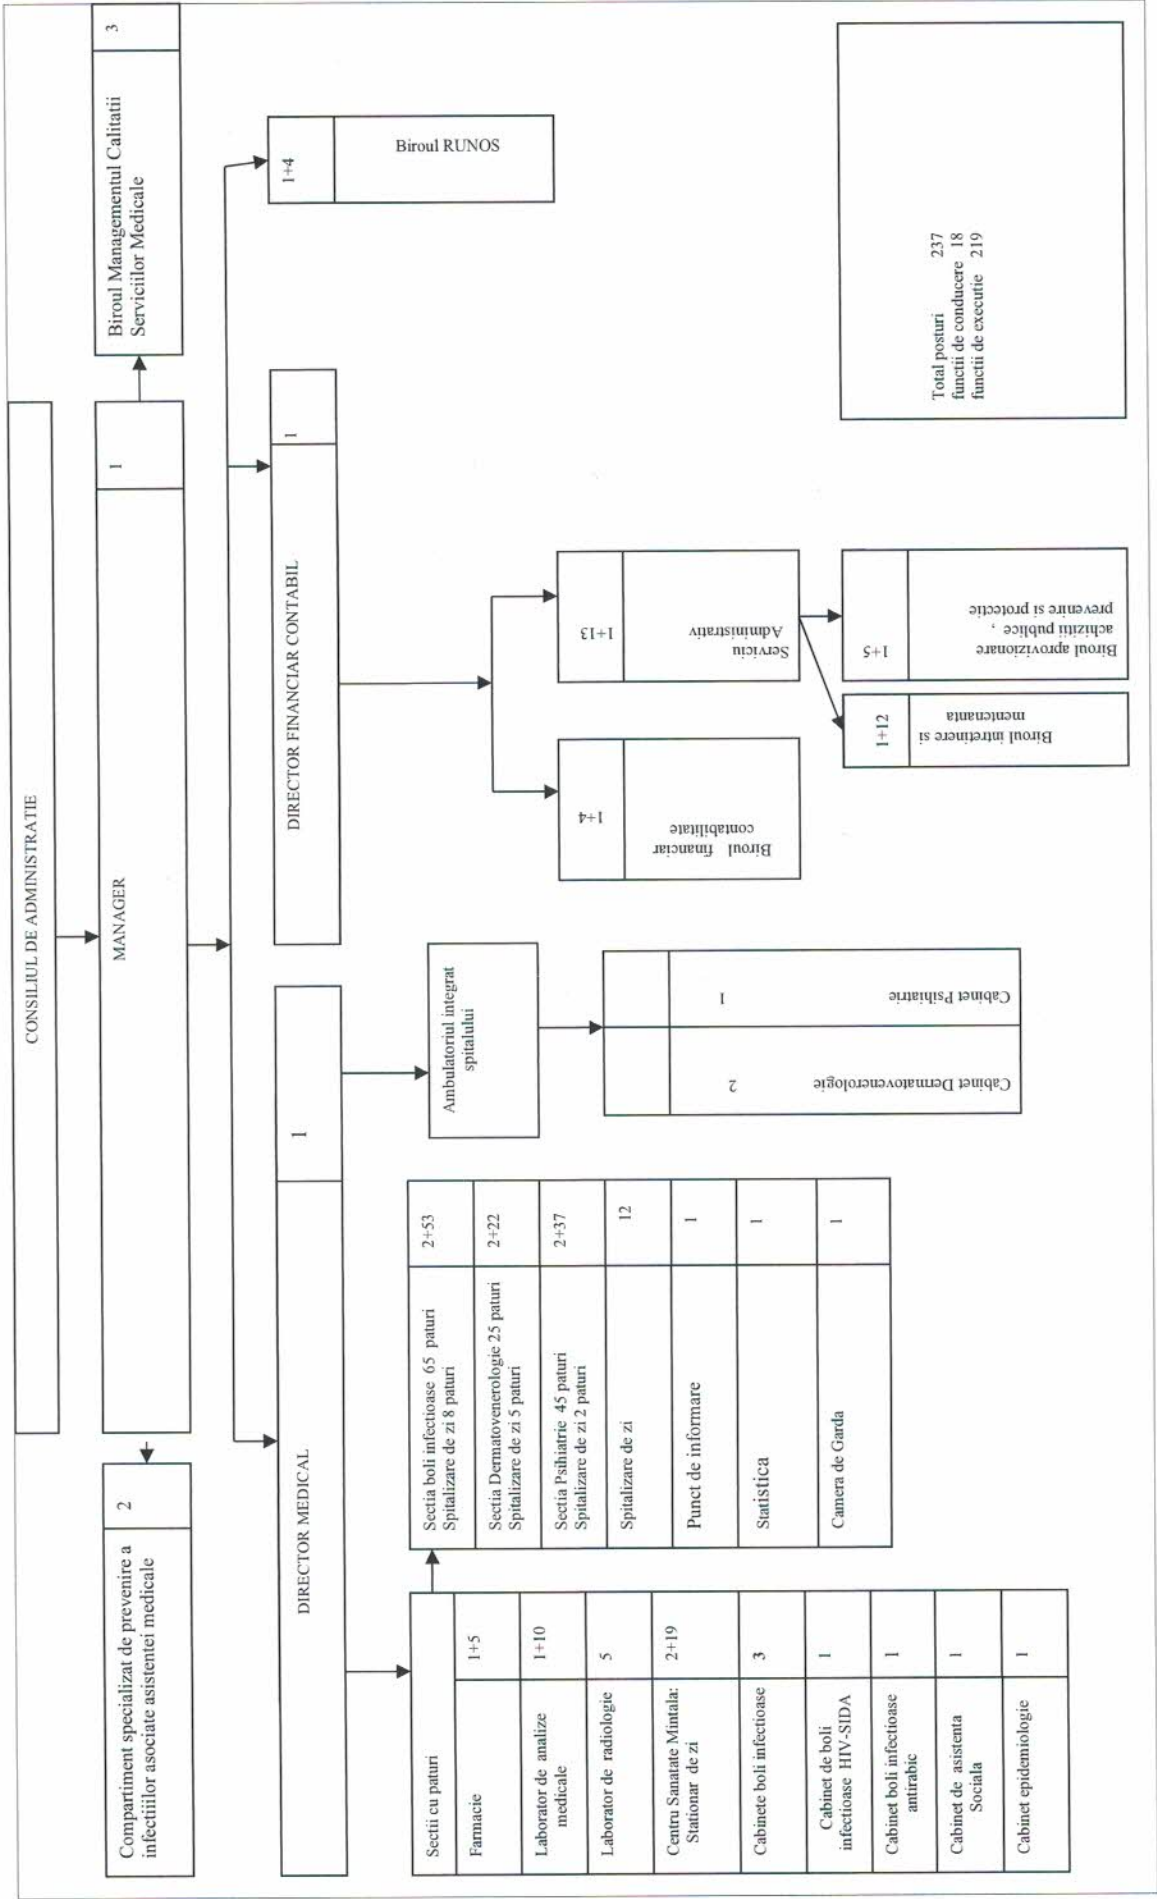 CONSILIUL DE ADMINISTRATIE
Compartiment specializat de prevenire a
infectiilor asociate asistentei medicale
2
MANAGER
1
Biroul Managementul Calitatii
Serviciilor Medicale
3
DIRECTOR MEDICAL
1
DIRECTOR FINANCIAR CONTABIL
1
1+4
Biroul RUNOS
Sectii cu paturi
Farmacie 1+5
Laborator de analize
medicale
1+10
Laborator de radiologie 5
Centru Sanatate Mintala:
Stationar de zi
2+19
Cabinete boli infectioase 3
Cabinet de boli
infectioase HIV-SIDA
1
Cabinet boli infectioase
antirabic
1
Cabinet de asistenta
Sociala
1
Cabinet epidemiologie 1
Sectia boli infectioase 65 paturi
Spitalizare de zi 8 paturi
2+53
Sectia Dermatovenerologie 25 paturi
Spitalizare de zi 5 paturi
2+22
Sectia Psihiatrie 45 paturi
Spitalizare de zi 2 paturi
2+37
Spitalizare de zi 12
Punct de informare 1
Statistica 1
Camera de Garda 1
Ambulatoriul integrat
spitalului
Cabinet Dermatovenerologie 2
Cabinet Psihiatrie 1
1+4
Biroul financiar
contabilitate
1+13
Serviciu
Administrativ
1+12
Biroul intretinere si
mentenanta
1+5
Biroul aprovizionare
achizitii publice ,
prevenire si protectie
Total posturi 237
functii de conducere 18
functii de executie 219